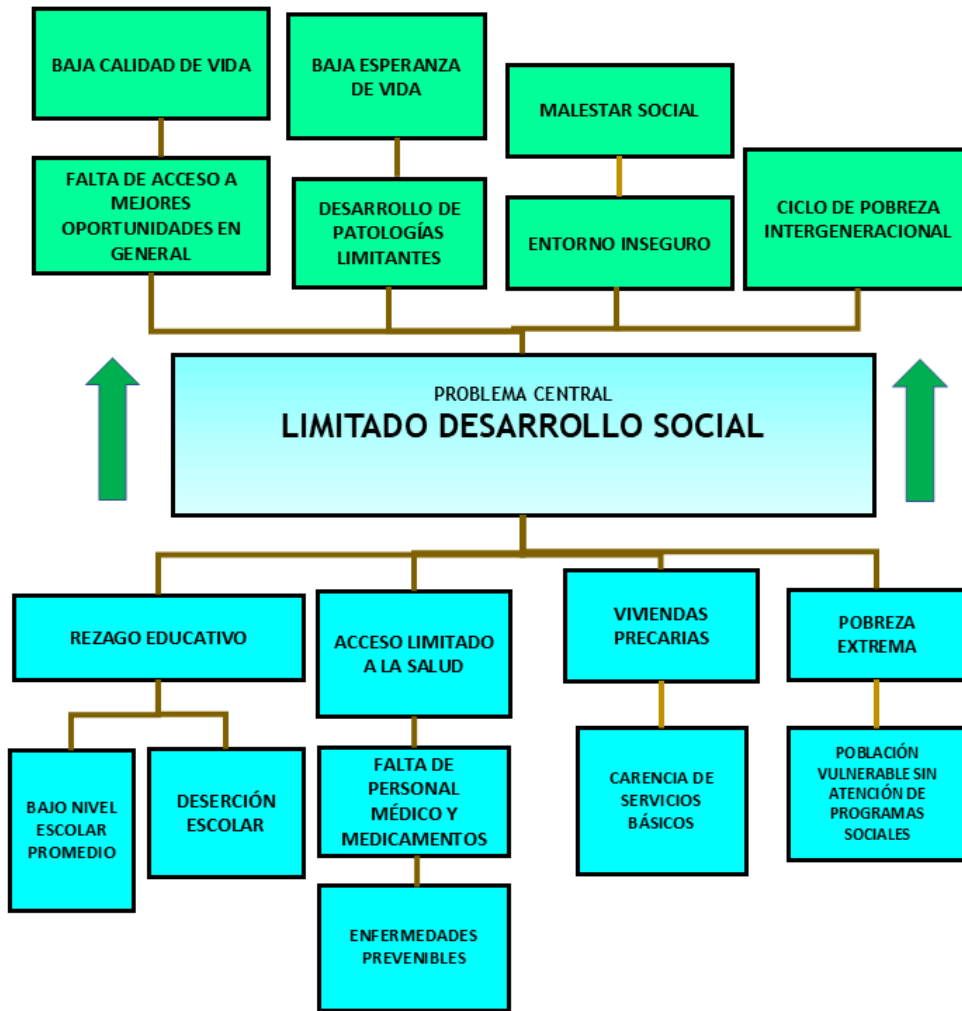 BAJA CALIDAD DE VIDA
BAJA ESPERANZA
DE VIDA
MALESTAR SOCIAL
FALTA DE ACCESO A
MEJORES
OPORTUNIDADES EN
GENERAL
DESARROLLO DE
PATOLOGÍAS
LIMITANTES
ENTORNO INSEGURO
CICLO DE POBREZA
INTERGENERACIONAL
PROBLEMA CENTRAL
LIMITADO DESARROLLO SOCIAL
REZAGO EDUCATIVO
ACCESO LIMITADO
A LA SALUD
VIVIENDAS
PRECARIAS
POBREZA
EXTREMA
BAJO NIVEL
ESCOLAR
PROMEDIO
DESERCIÓN
ESCOLAR
FALTA DE
PERSONAL
MÉDICO Y
MEDICAMENTOS
CARENCIA DE
SERVICIOS
BÁSICOS
POBLACIÓN
VULNERABLE SIN
ATENCIÓN DE
PROGRAMAS
SOCIALES
ENFERMEDADES
PREVENIBLES